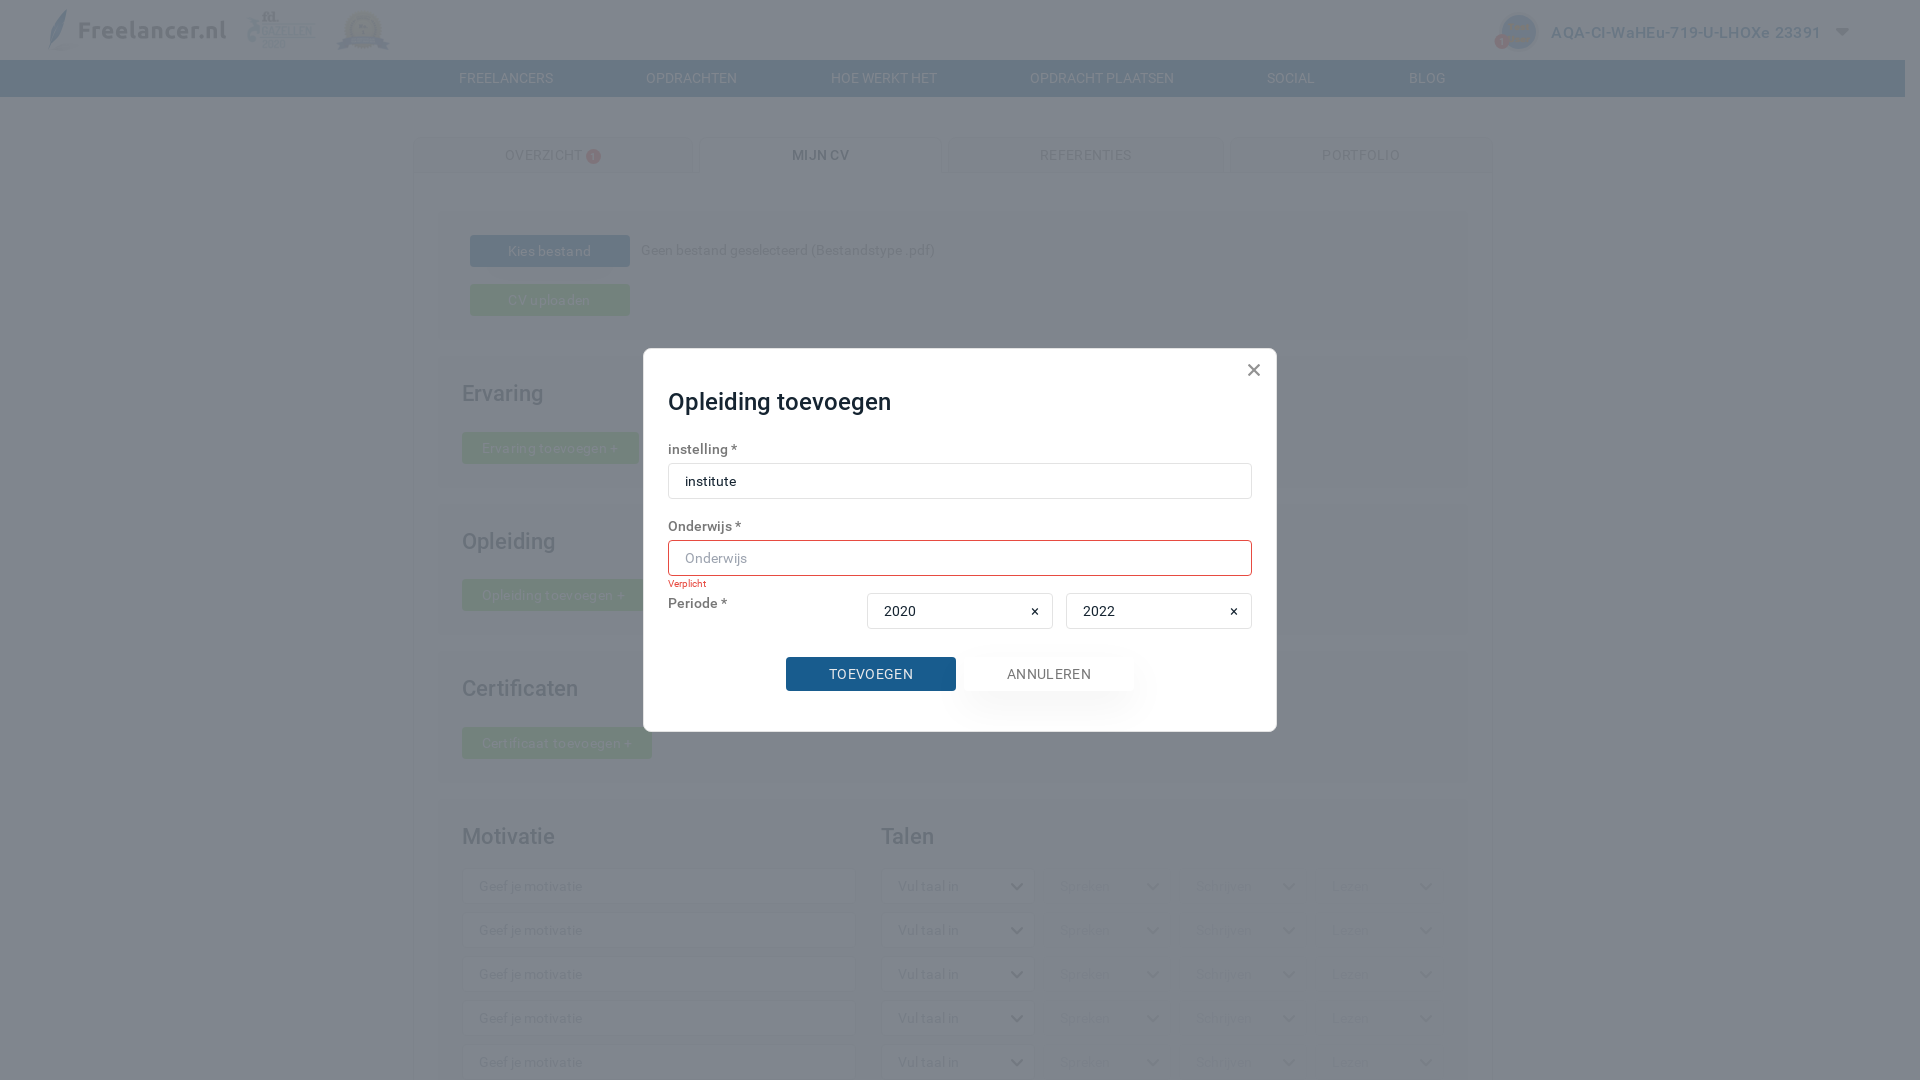 Freelancer.nl
fd.
AQA-CI-WaHEu-719-U-LHOXe 23391
FREELANCERS OPDRACHTEN HOE WERKT HET OPDRACHT PLAATSEN SOCIAL BLOG
OVERZICHT MIJN CV REFERENTIES PORTFOLIO
Kies bestand Geen bestand geselecteerd (Bestandstype .pdf)
CV uploaden
Ervaring
Ervaring toevoegen +
Opleiding
Opleiding toevoegen +
Certificaten
Certificaat toevoegen +
Opleiding toevoegen
instelling *
institute
Onderwijs *
Onderwijs
Verplicht
Periode * 2020 × 2022 ×
TOEVOEGEN ANNULEREN
Motivatie Talen
Geef je motivatie Vul taal in
Geef je motivatie Vul taal in
Geef je motivatie Vul taal in
Geef je motivatie Vul taal in
Geef je motivatie Vul taal in